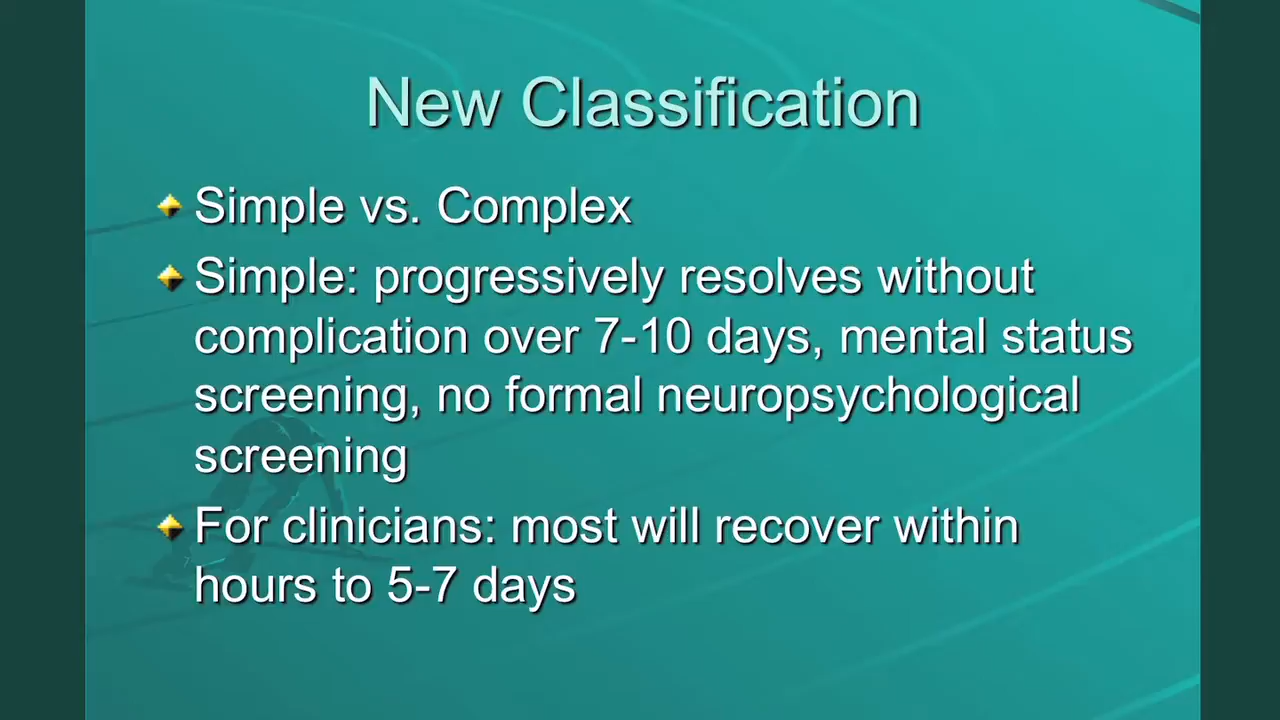 New Classification
Simple vs. Complex
Simple: progressively resolves without
complication over 7-10 days, mental status
screening, no formal neuropsychological
screening
For clinicians: most will recover within
hours to 5-7 days